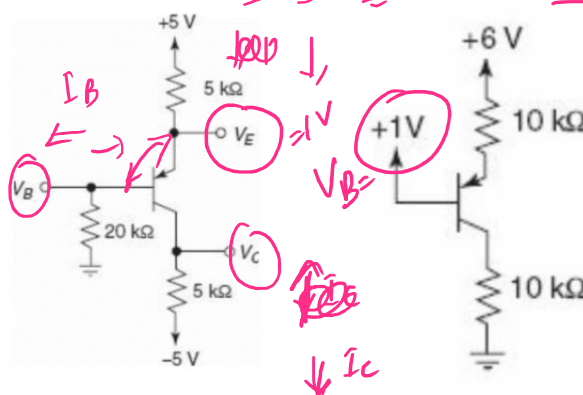 +5 V
5 kΩ
I_B
V_E
=1V
V_B
20 kΩ
V_C
5 kΩ
−5 V
I_C
+6 V
10 kΩ
+1V
V_B=
10 kΩ